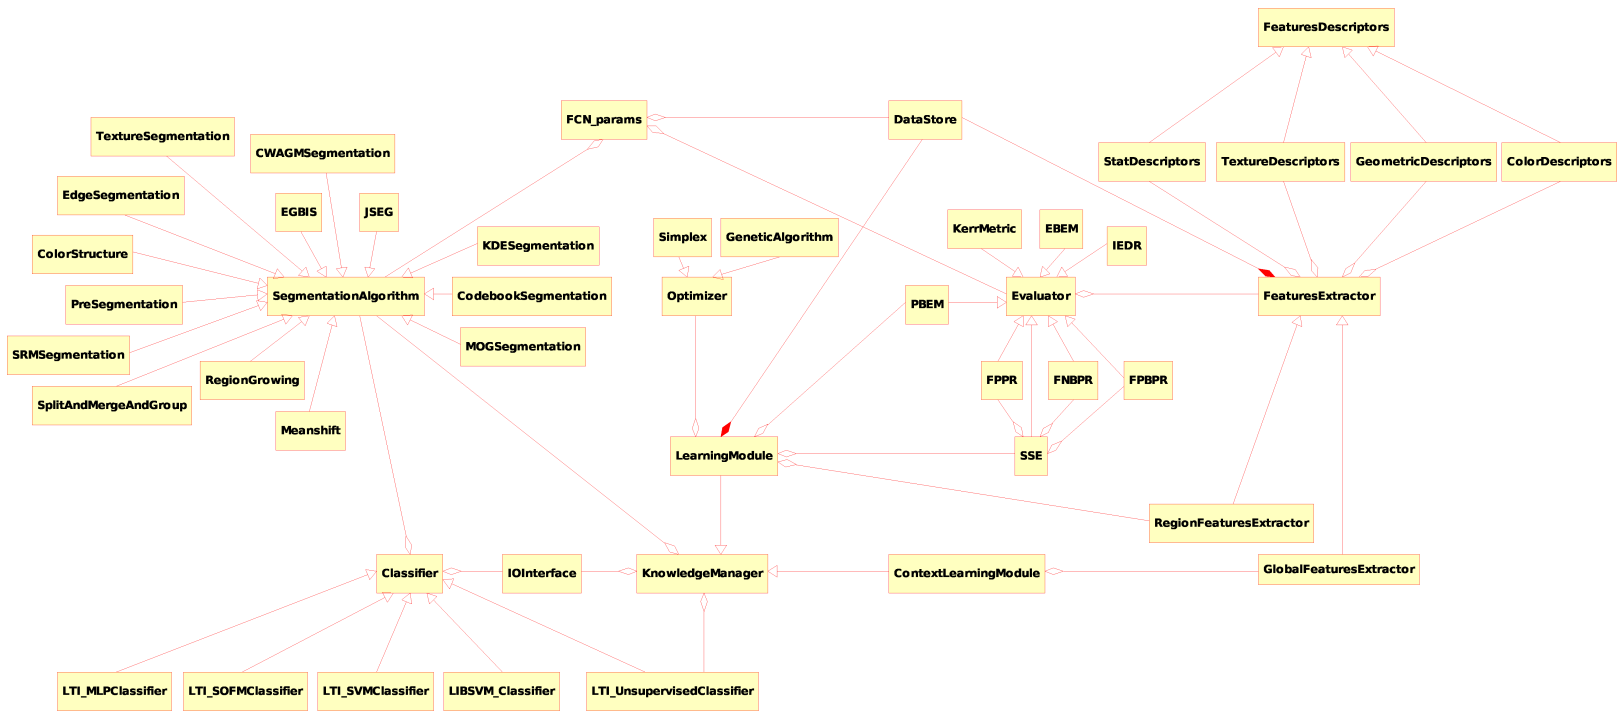 FeaturesDescriptors
FCN_params
DataStore
TextureSegmentation
CWAGMSegmentation
StatDescriptors
TextureDescriptors
GeometricDescriptors
ColorDescriptors
EdgeSegmentation
EGBIS
JSEG
KDESegmentation
Simplex
GeneticAlgorithm
KerrMetric
EBEM
IEDR
ColorStructure
PreSegmentation
SegmentationAlgorithm
CodebookSegmentation
Optimizer
PBEM
Evaluator
FeaturesExtractor
SRMSegmentation
MOGSegmentation
RegionGrowing
SplitAndMergeAndGroup
FPPR
FNBPR
FPBPR
Meanshift
LearningModule
SSE
RegionFeaturesExtractor
Classifier
IOInterface
KnowledgeManager
ContextLearningModule
GlobalFeaturesExtractor
LTI_MLPClassifier
LTI_SOFMClassifier
LTI_SVMClassifier
LIBSVM_Classifier
LTI_UnsupervisedClassifier